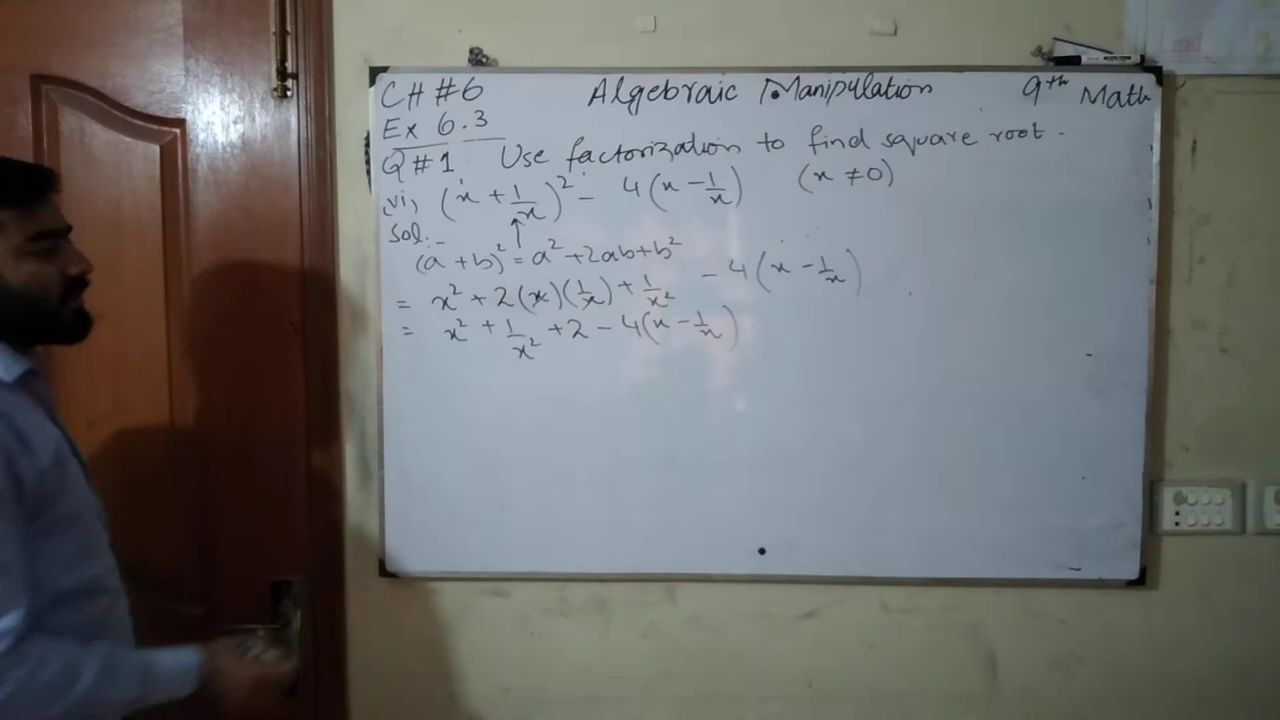 CH #6 Algebraic Manipulation 9th Math
Ex 6.3
Q#1 Use factorization to find square root.
(vi) (x + 1/x)² - 4(x - 1/x) (x ≠ 0)
Sol:-
(a + b)² = a² + 2ab + b²
= x² + 2(x)(1/x) + 1/x² - 4(x - 1/x)
= x² + 1/x² + 2 - 4(x - 1/x)